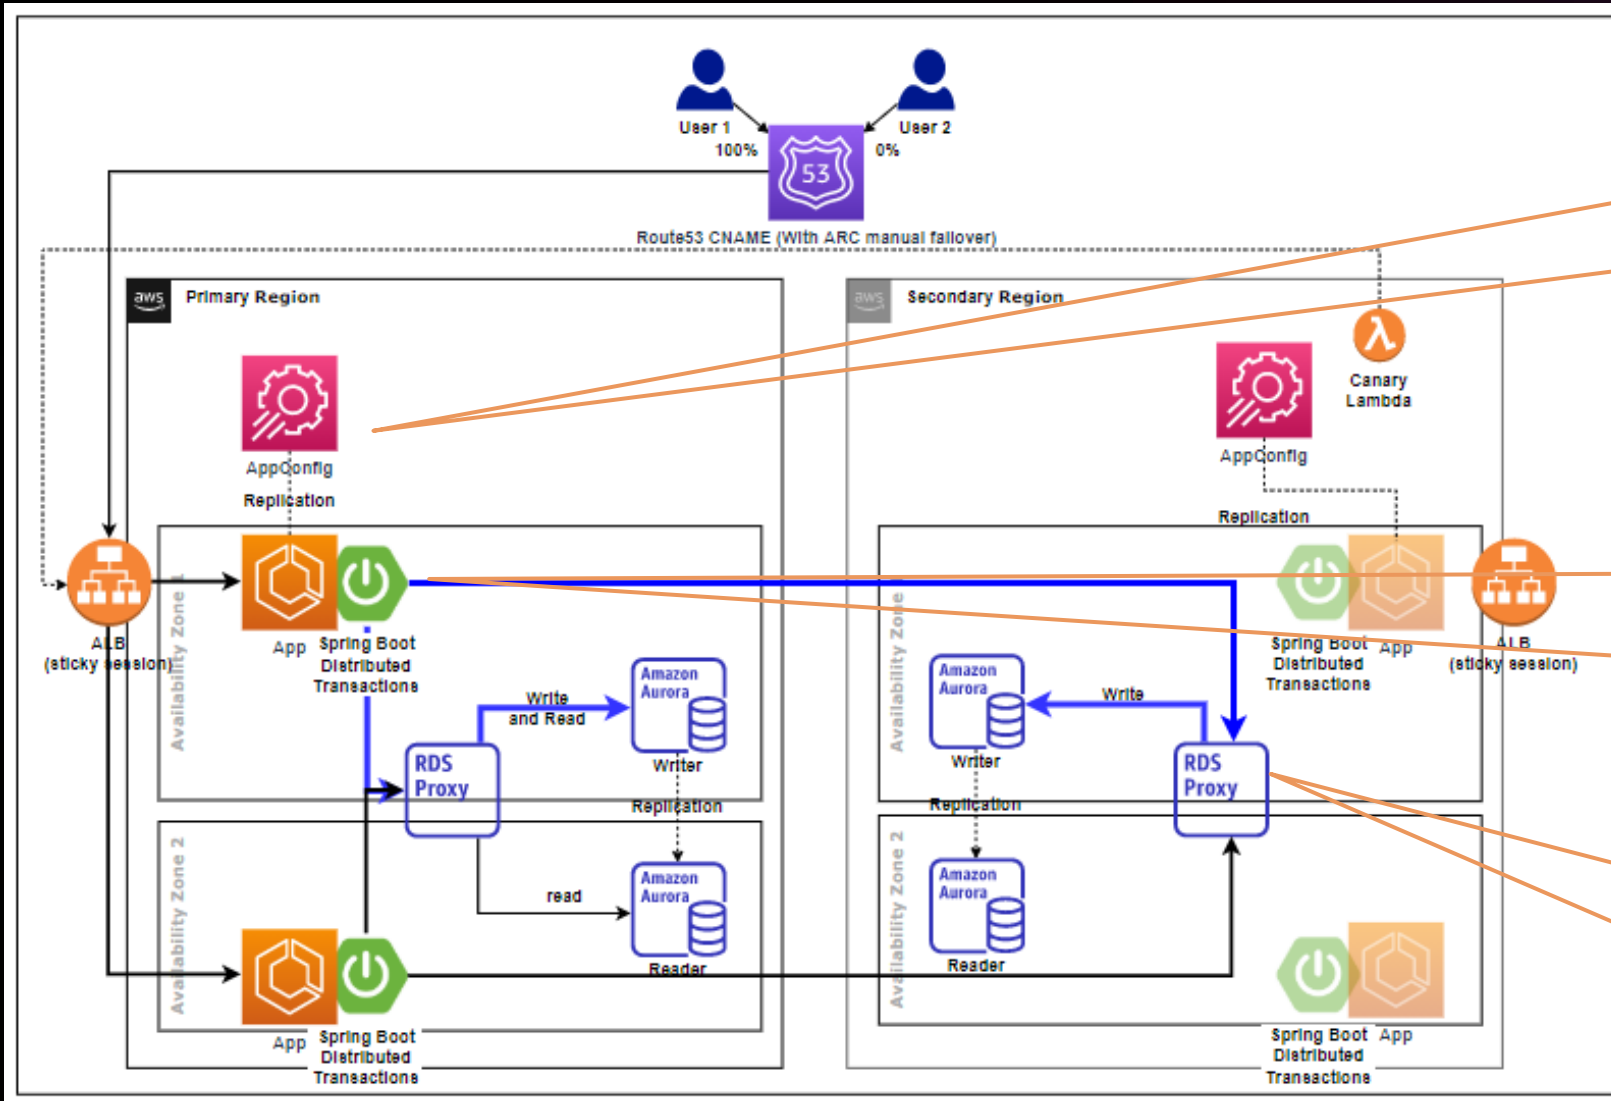 User 1
User 2
100%
0%
53
Route53 CNAME (With ARC manual failover)
aws
Primary Region
aws
Secondary Region
Canary
Lambda
AppConfig
Replication
AppConfig
Replication
Availability Zone 1
App
Spring Boot
Distributed
Transactions
ALB
(sticky session)
Amazon
Aurora
Writer
Write
and Read
RDS
Proxy
Replication
Availability Zone 2
read
Amazon
Aurora
Reader
App
Spring Boot
Distributed
Transactions
Availability Zone
Spring Boot
Distributed
Transactions
App
ALB
(sticky session)
Amazon
Aurora
Writer
Write
RDS
Proxy
Replication
Availability Zone 2
Amazon
Aurora
Reader
Spring Boot
Distributed
Transactions
App